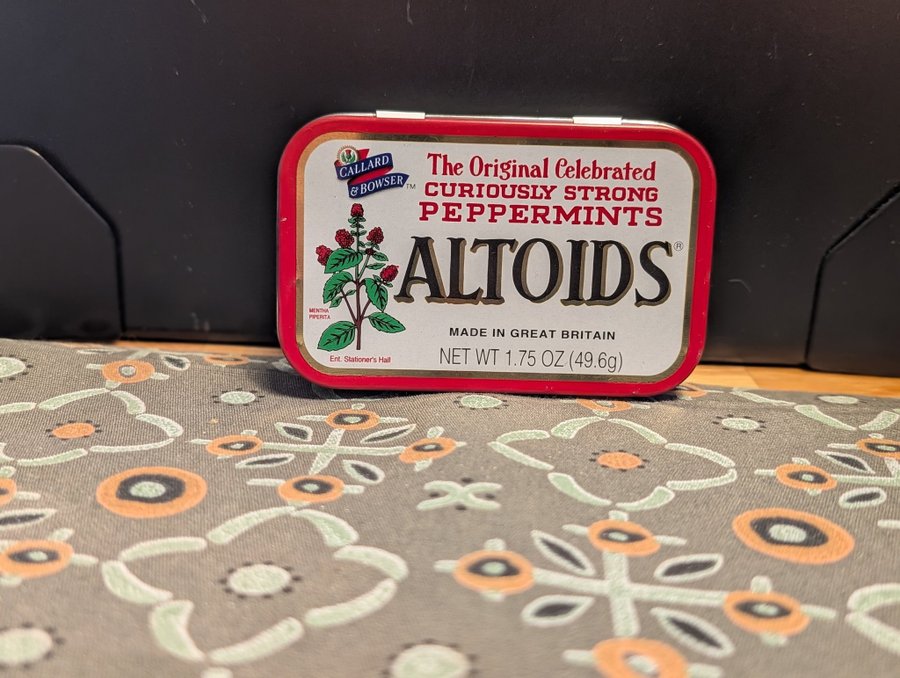 CALLARD
& BOWSER™
The Original Celebrated
CURIOUSLY STRONG
PEPPERMINTS
ALTOIDS®
MENTHA
PIPERITA
MADE IN GREAT BRITAIN
Ent. Stationer's Hall
NET WT 1.75 OZ (49.6g)